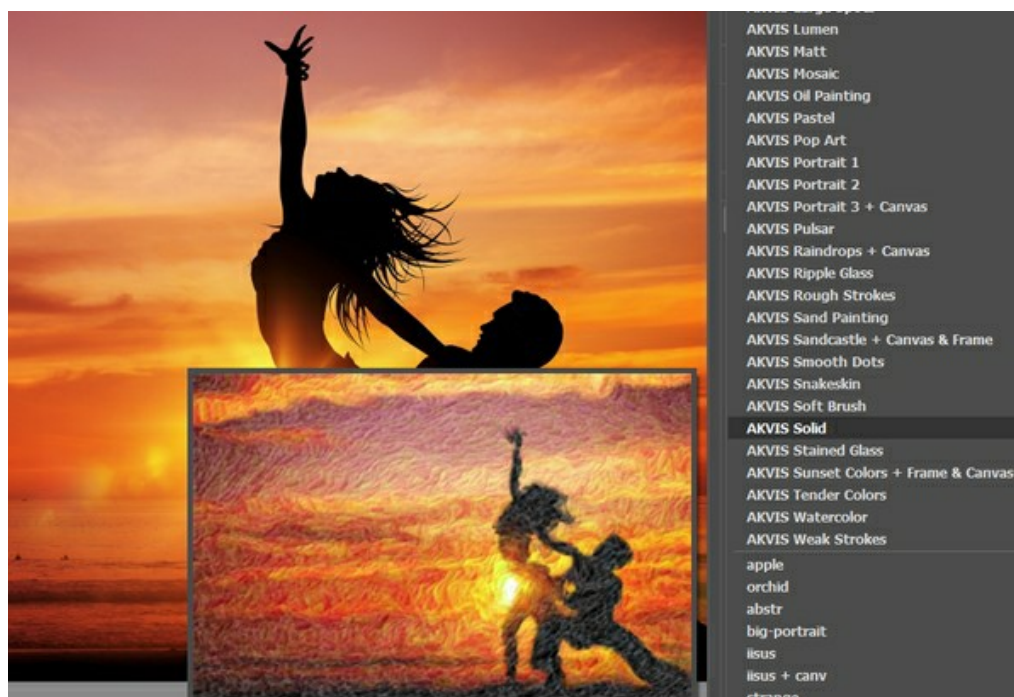 AKVIS Lumen
AKVIS Matt
AKVIS Mosaic
AKVIS Oil Painting
AKVIS Pastel
AKVIS Pop Art
AKVIS Portrait 1
AKVIS Portrait 2
AKVIS Portrait 3 + Canvas
AKVIS Pulsar
AKVIS Raindrops + Canvas
AKVIS Ripple Glass
AKVIS Rough Strokes
AKVIS Sand Painting
AKVIS Sandcastle + Canvas & Frame
AKVIS Smooth Dots
AKVIS Snakeskin
AKVIS Soft Brush
AKVIS Solid
AKVIS Stained Glass
AKVIS Sunset Colors + Frame & Canvas
AKVIS Tender Colors
AKVIS Watercolor
AKVIS Weak Strokes
apple
orchid
abstr
big-portrait
iisus
iisus + canv